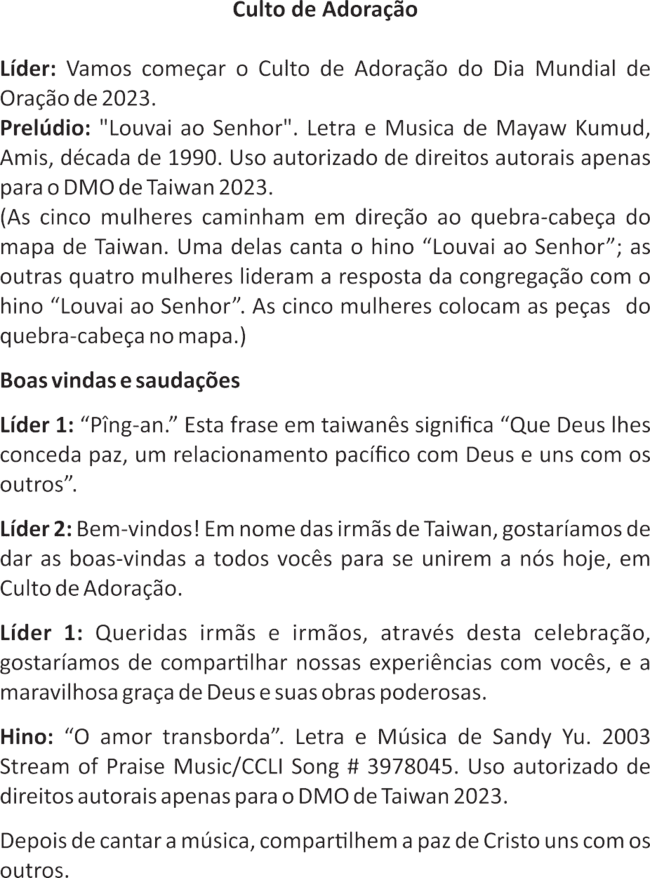 Culto de Adoração
Líder: Vamos começar o Culto de Adoração do Dia Mundial de
Oração de 2023.
Prelúdio: "Louvai ao Senhor". Letra e Musica de Mayaw Kumud,
Amis, década de 1990. Uso autorizado de direitos autorais apenas
para o DMO de Taiwan 2023.
(As cinco mulheres caminham em direção ao quebra-cabeça do
mapa de Taiwan. Uma delas canta o hino “Louvai ao Senhor”; as
outras quatro mulheres lideram a resposta da congregação com o
hino “Louvai ao Senhor”. As cinco mulheres colocam as peças  do
quebra-cabeça no mapa.)
Boas vindas e saudações
Líder 1: “Pîng-an.” Esta frase em taiwanês significa “Que Deus lhes
conceda paz, um relacionamento pacífico com Deus e uns com os
outros”.
Líder 2: Bem-vindos! Em nome das irmãs de Taiwan, gostaríamos de
dar as boas-vindas a todos vocês para se unirem a nós hoje, em
Culto de Adoração.
Líder 1: Queridas irmãs e irmãos, através desta celebração,
gostaríamos de compartilhar nossas experiências com vocês, e a
maravilhosa graça de Deus e suas obras poderosas.
Hino: “O amor transborda”. Letra e Música de Sandy Yu. 2003
Stream of Praise Music/CCLI Song # 3978045. Uso autorizado de
direitos autorais apenas para o DMO de Taiwan 2023.
Depois de cantar a música, compartilhem a paz de Cristo uns com os
outros.